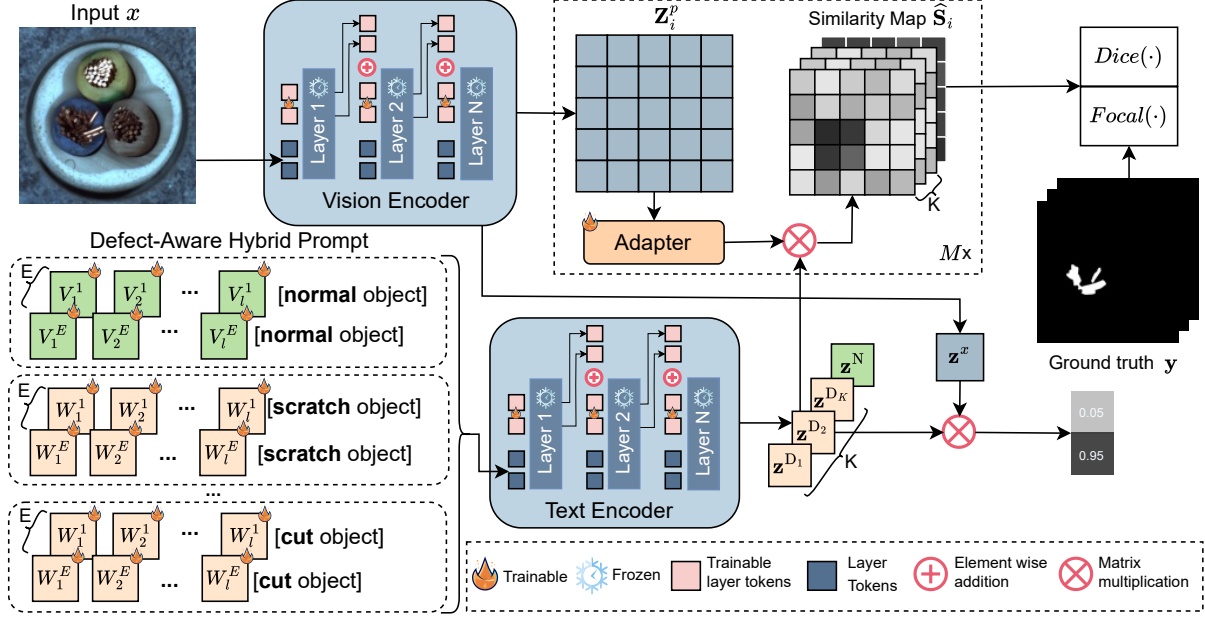 Input x
Layer 1
Layer 2
Layer N
Vision Encoder
Z_i^p
Similarity Map Ŝ_i
K
Adapter
M x
Dice(·)
Focal(·)
Ground truth y
Defect-Aware Hybrid Prompt
E
V_1^1 V_2^1 ... V_l^1 [normal object]
V_1^E V_2^E ... V_l^E [normal object]
E
W_1^1 W_2^1 ... W_l^1 [scratch object]
W_1^E W_2^E ... W_l^E [scratch object]
...
E
W_1^1 W_2^1 ... W_l^1 [cut object]
W_1^E W_2^E ... W_l^E [cut object]
Layer 1
Layer 2
Layer N
Text Encoder
z^N
z^{D_K}
z^{D_2}
z^{D_1}
K
z^x
0.05
0.95
Trainable
Frozen
Trainable
layer tokens
Layer
Tokens
Element wise
addition
Matrix
multiplication